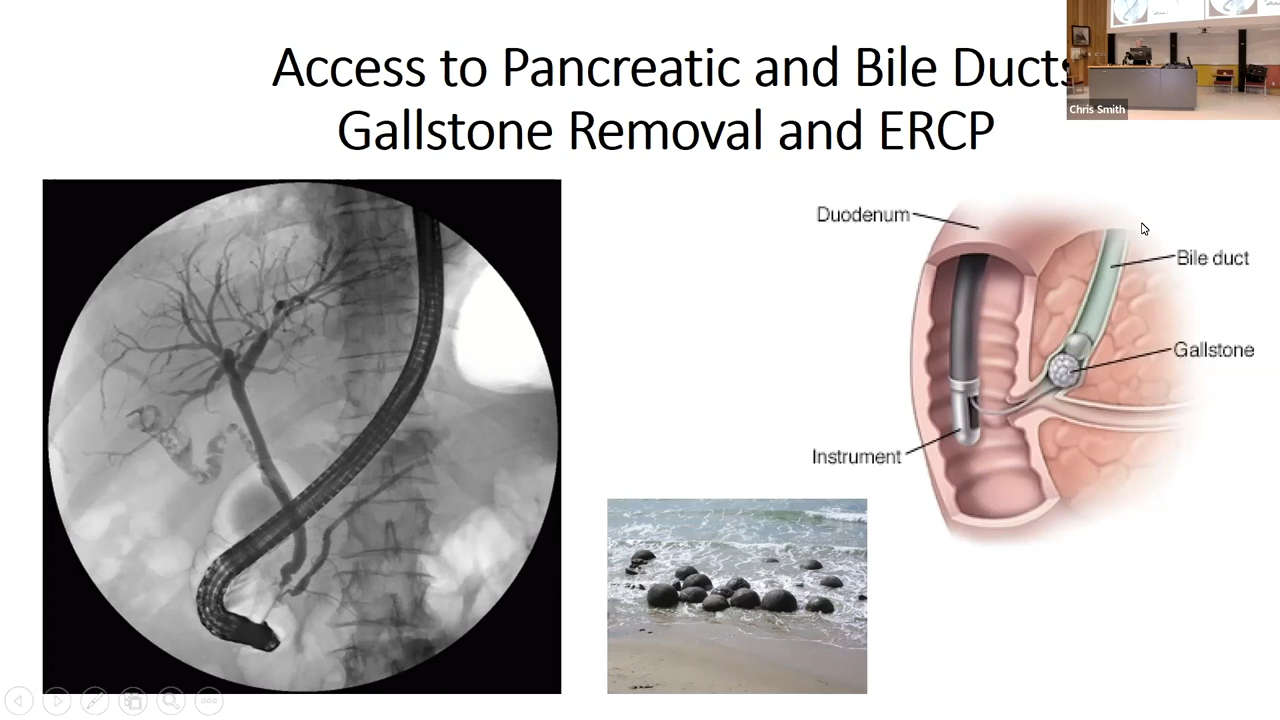 Access to Pancreatic and Bile Ducts
Gallstone Removal and ERCP
Chris Smith
Duodenum
Bile duct
Gallstone
Instrument